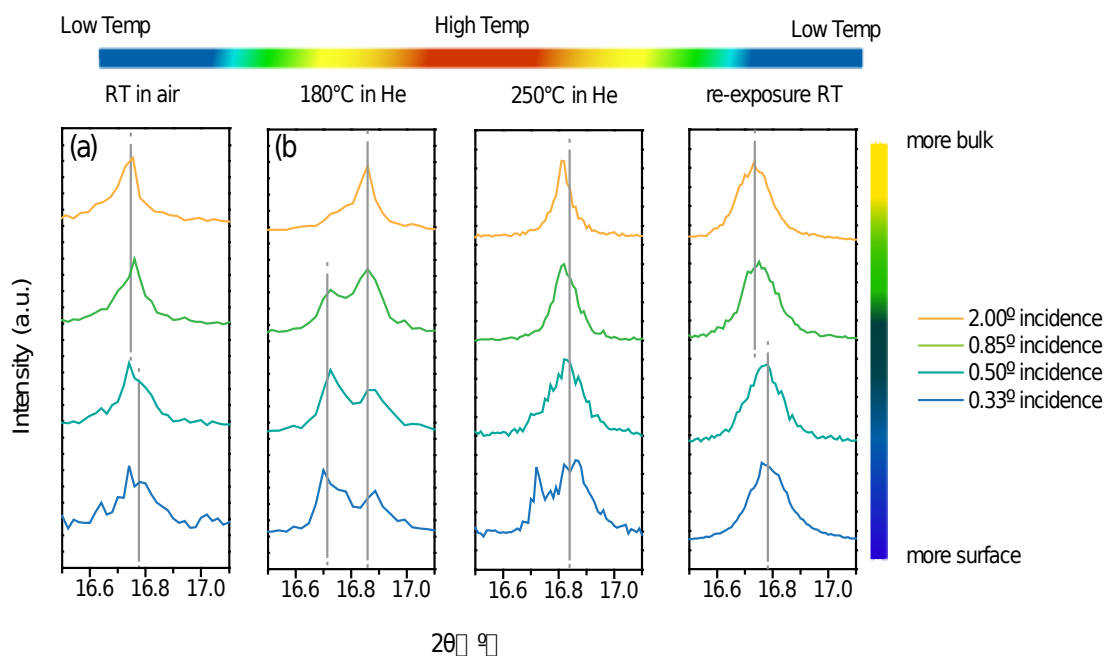 Low Temp High Temp Low Temp
RT in air 180°C in He 250°C in He re-exposure RT
(a) (b)
more bulk
Intensity (a.u.)
2.00º incidence
0.85º incidence
0.50º incidence
0.33º incidence
more surface
16.6 16.8 17.0 16.6 16.8 17.0 16.6 16.8 17.0 16.6 16.8 17.0
2θ□ º□